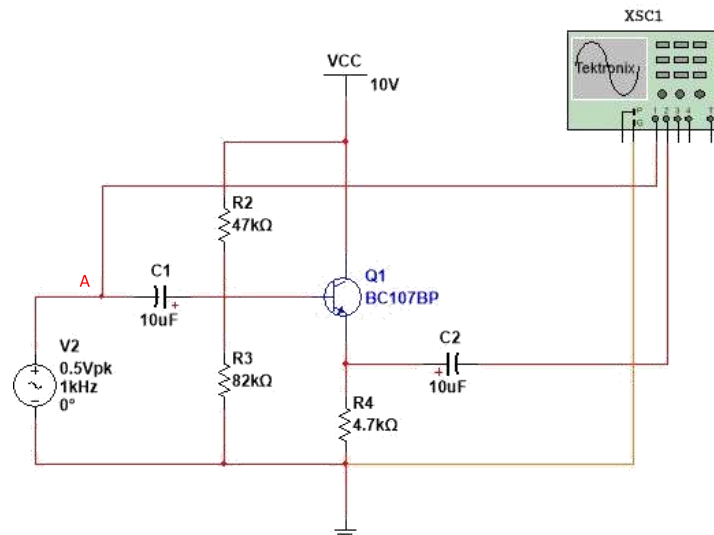 XSC1
Tektronix
P
G
1 2 3 4
T
VCC
10V
R2
47kΩ
A
C1
+
10uF
Q1
BC107BP
V2
0.5Vpk
1kHz
0°
R3
82kΩ
C2
+
10uF
R4
4.7kΩ